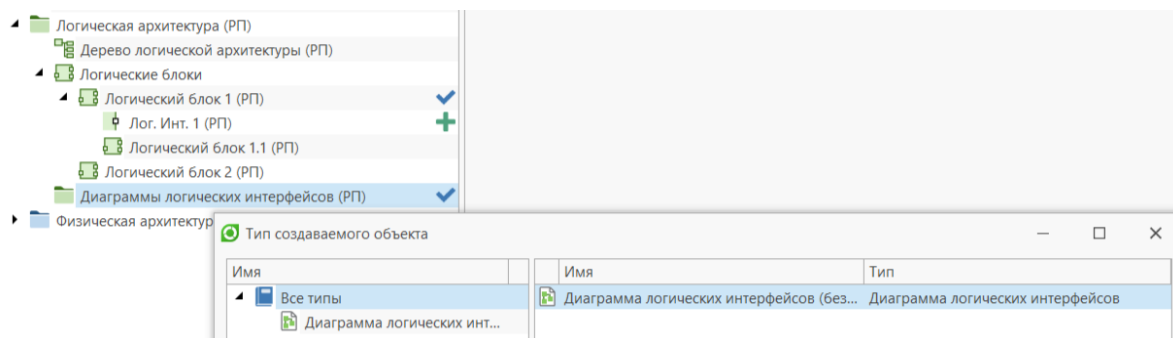 Логическая архитектура (РП)
Дерево логической архитектуры (РП)
Логические блоки
Логический блок 1 (РП)
Лог. Инт. 1 (РП)
Логический блок 1.1 (РП)
Логический блок 2 (РП)
Диаграммы логических интерфейсов (РП)
Физическая архитектур
Тип создаваемого объекта
Имя Имя Тип
Все типы Диаграмма логических интерфейсов (без... Диаграмма логических интерфейсов
Диаграмма логических инт...